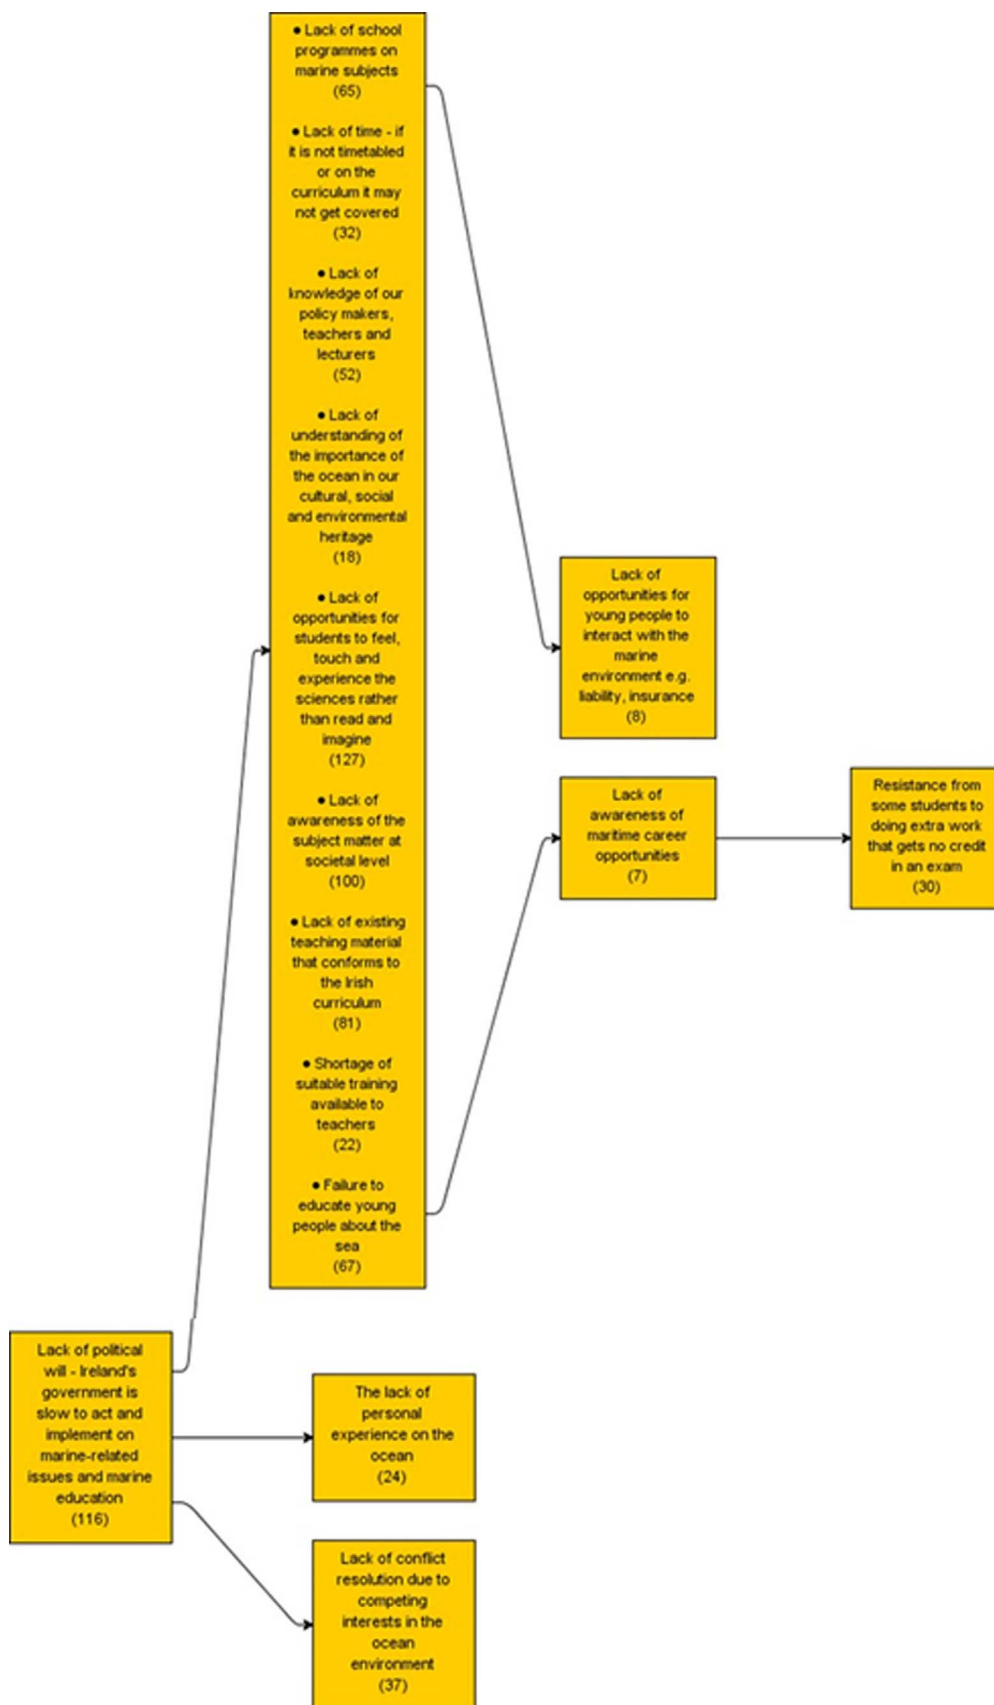 ● Lack of school
programmes on
marine subjects
(65)
● Lack of time - if
it is not timetabled
or on the
curriculum it may
not get covered
(32)
● Lack of
knowledge of our
policy makers,
teachers and
lecturers
(52)
● Lack of
understanding of
the importance of
the ocean in our
cultural, social
and environmental
heritage
(18)
● Lack of
opportunities for
students to feel,
touch and
experience the
sciences rather
than read and
imagine
(127)
● Lack of
awareness of the
subject matter at
societal level
(100)
● Lack of existing
teaching material
that conforms to
the Irish
curriculum
(81)
● Shortage of
suitable training
available to
teachers
(22)
● Failure to
educate young
people about the
sea
(67)
Lack of
opportunities for
young people to
interact with the
marine
environment e.g.
liability, insurance
(8)
Lack of
awareness of
maritime career
opportunities
(7)
Resistance from
some students to
doing extra work
that gets no credit
in an exam
(30)
Lack of political
will - Ireland's
government is
slow to act and
implement on
marine-related
issues and marine
education
(116)
The lack of
personal
experience on the
ocean
(24)
Lack of conflict
resolution due to
competing
interests in the
ocean
environment
(37)